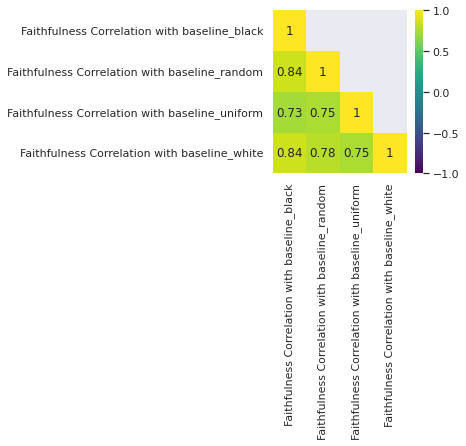 Faithfulness Correlation with baseline_black
Faithfulness Correlation with baseline_random
Faithfulness Correlation with baseline_uniform
Faithfulness Correlation with baseline_white
1
0.84 1
0.73 0.75 1
0.84 0.78 0.75 1
Faithfulness Correlation with baseline_black
Faithfulness Correlation with baseline_random
Faithfulness Correlation with baseline_uniform
Faithfulness Correlation with baseline_white
1.0
0.5
0.0
−0.5
−1.0